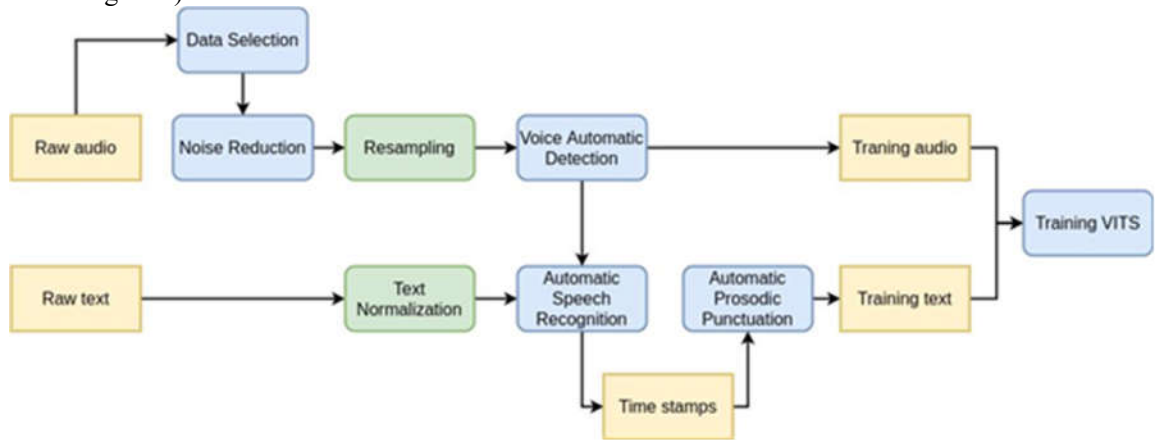 Data Selection
Raw audio
Noise Reduction
Resampling
Voice Automatic
Detection
Traning audio
Training VITS
Raw text
Text
Normalization
Automatic
Speech
Recognition
Automatic
Prosodic
Punctuation
Training text
Time stamps